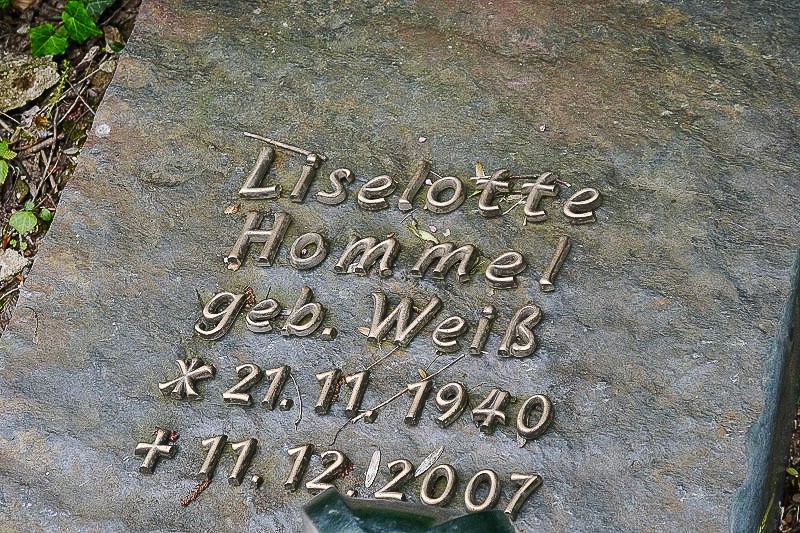 Liselotte
Hommel
geb. Weiß
* 21. 11. 1940
+ 11. 12. 2007